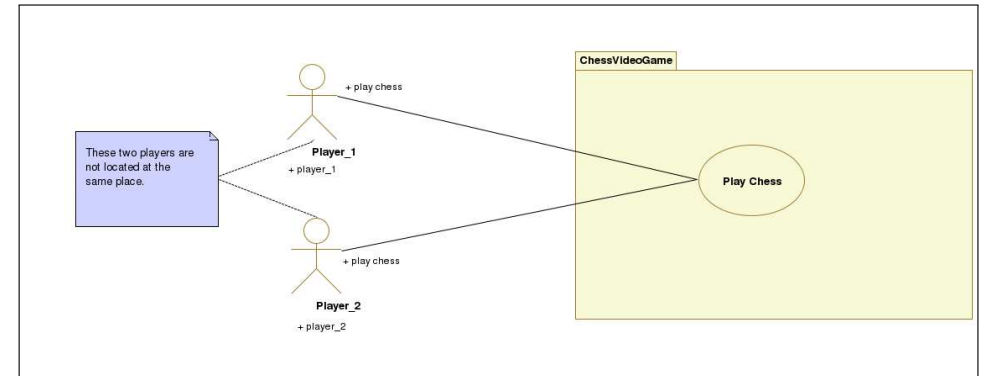 ChessVideoGame
+ play chess
These two players are
not located at the
same place.
Player_1
+ player_1
Play Chess
+ play chess
Player_2
+ player_2